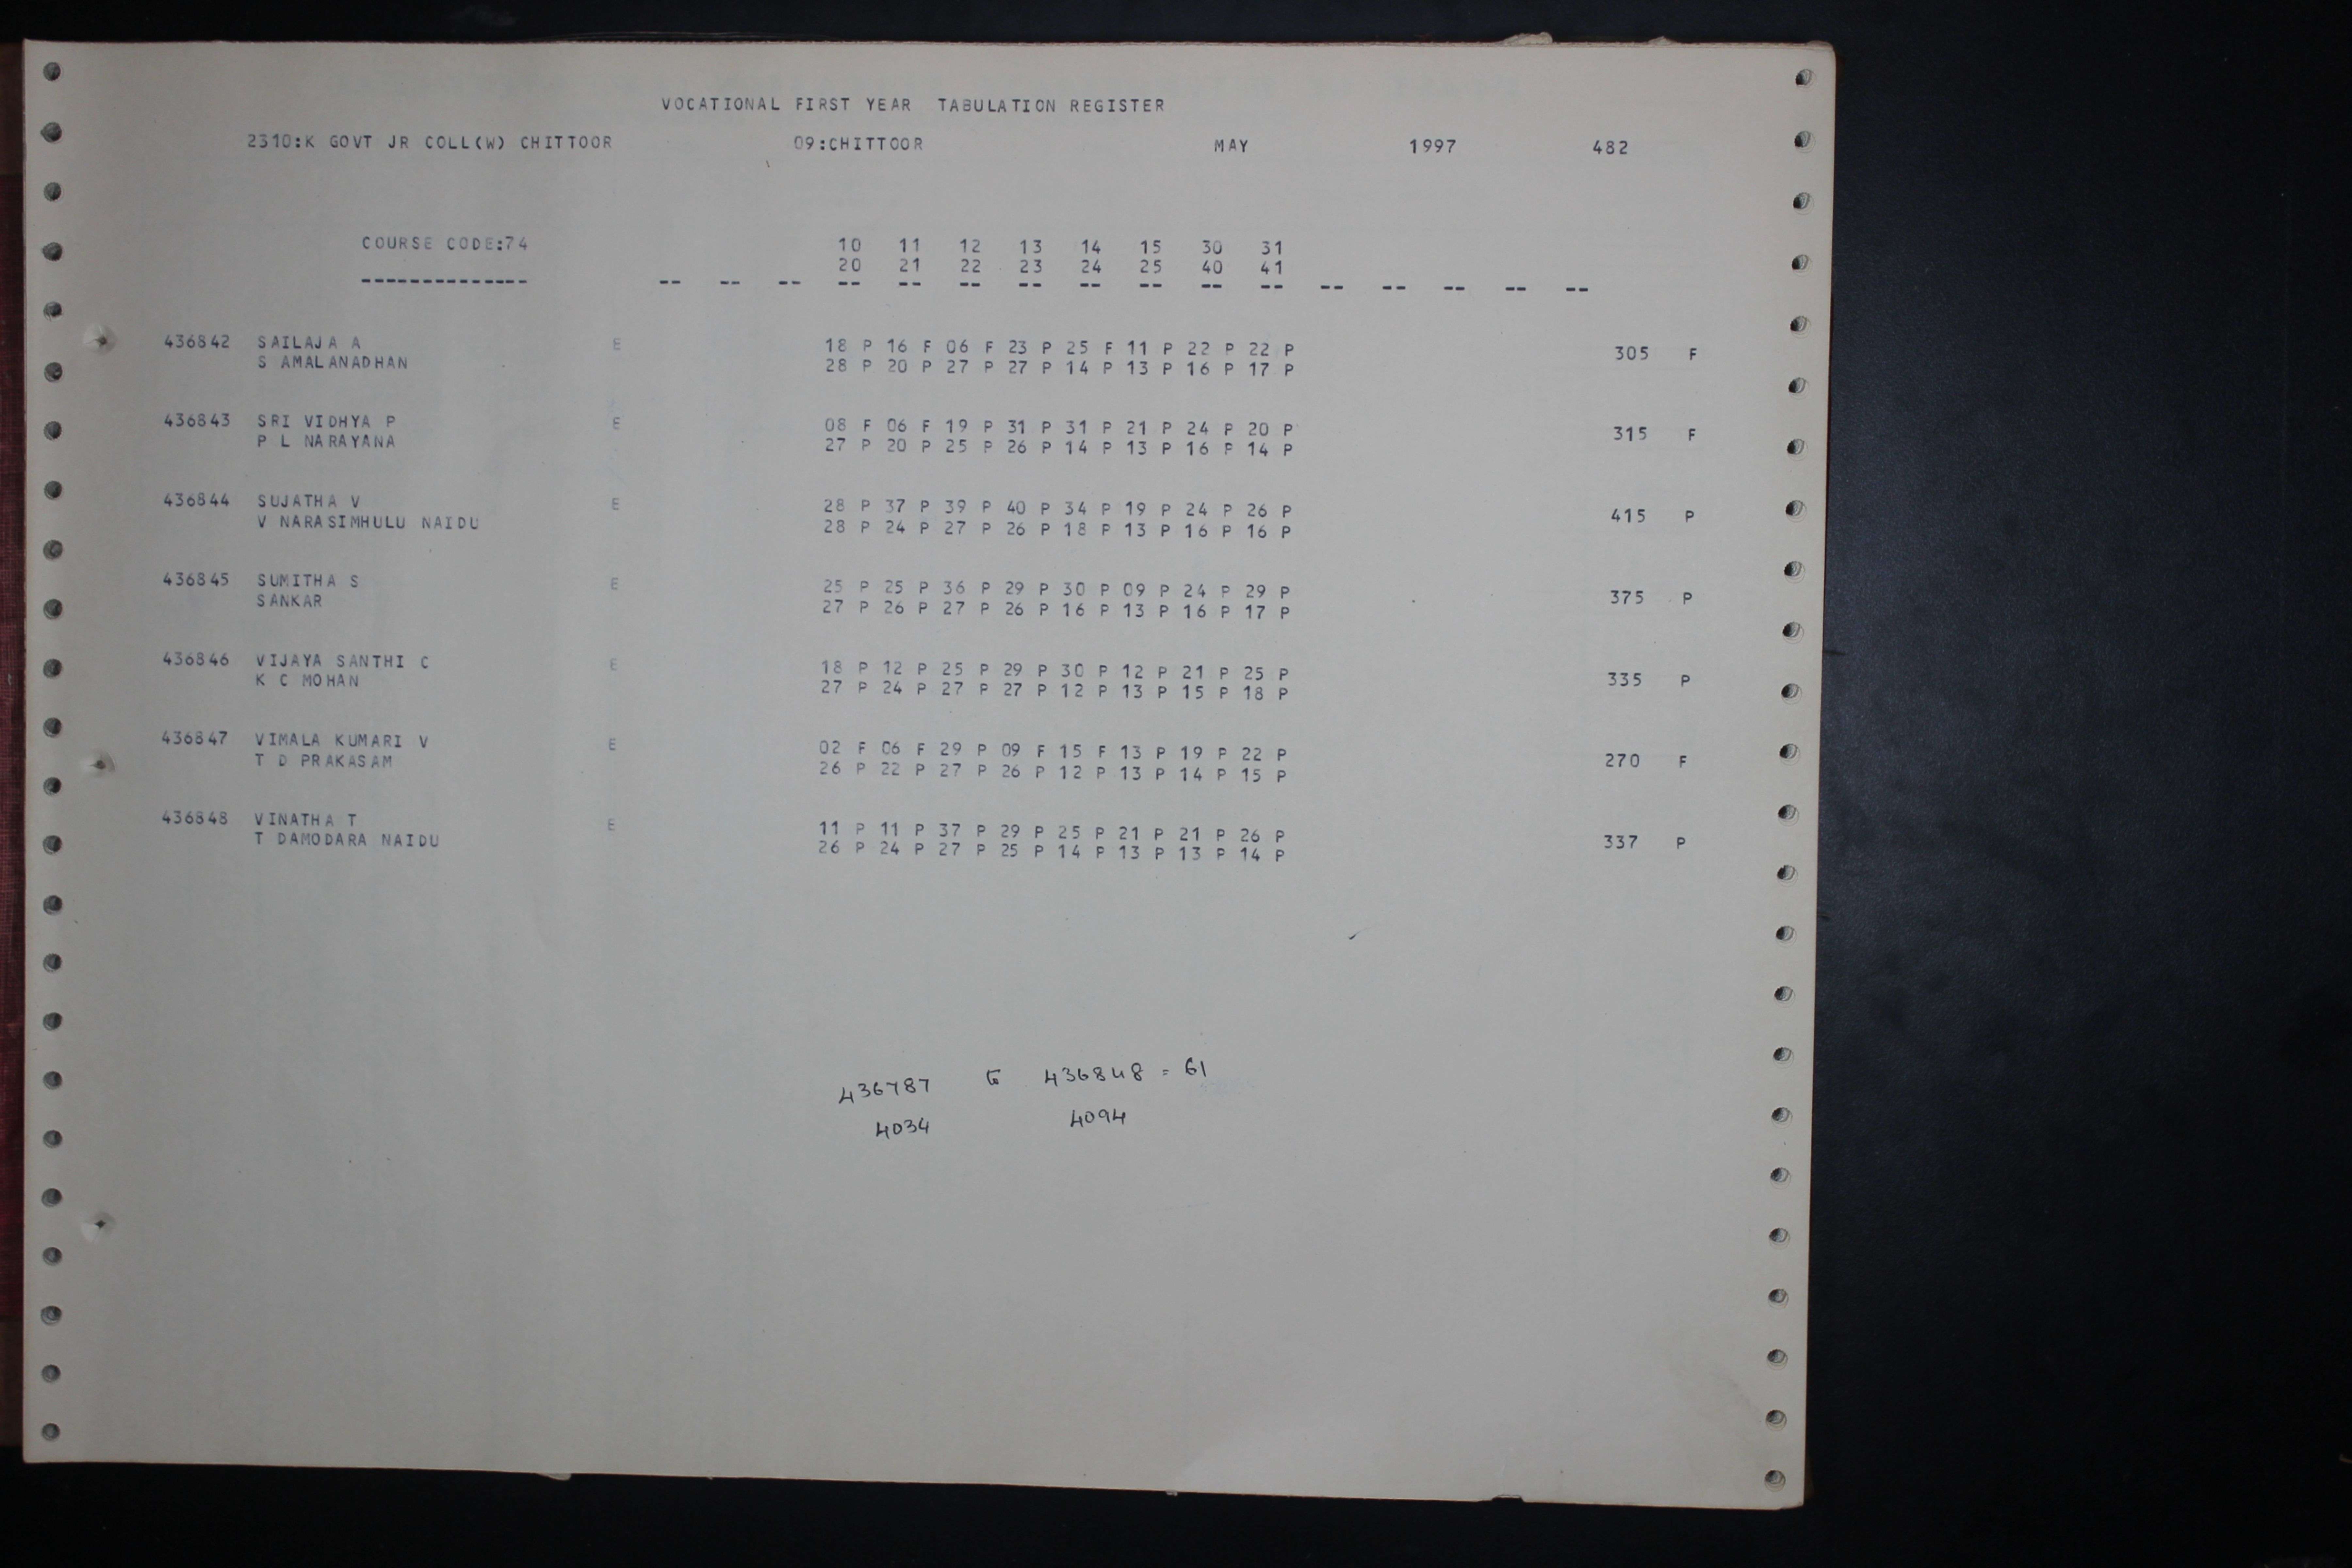 VOCATIONAL FIRST YEAR TABULATION REGISTER
2310:K GOVT JR COLL(W) CHITTOOR 09:CHITTOOR MAY 1997 482
COURSE CODE:74 10 11 12 13 14 15 30 31
20 21 22 23 24 25 40 41
-------------- -- -- -- -- -- -- -- -- -- -- -- -- -- -- -- --
436842 SAILAJA A E 18 P 16 F 06 F 23 P 25 F 11 P 22 P 22 P
S AMALANADHAN 28 P 20 P 27 P 27 P 14 P 13 P 16 P 17 P 305 F
436843 SRI VIDHYA P E 08 F 06 F 19 P 31 P 31 P 21 P 24 P 20 P
P L NARAYANA 27 P 20 P 25 P 26 P 14 P 13 P 16 P 14 P 315 F
436844 SUJATHA V E 28 P 37 P 39 P 40 P 34 P 19 P 24 P 26 P
V NARASIMHULU NAIDU 28 P 24 P 27 P 26 P 18 P 13 P 16 P 16 P 415 P
436845 SUMITHA S E 25 P 25 P 36 P 29 P 30 P 09 P 24 P 29 P
SANKAR 27 P 26 P 27 P 26 P 16 P 13 P 16 P 17 P 375 P
436846 VIJAYA SANTHI C E 18 P 12 P 25 P 29 P 30 P 12 P 21 P 25 P
K C MOHAN 27 P 24 P 27 P 27 P 12 P 13 P 15 P 18 P 335 P
436847 VIMALA KUMARI V E 02 F 06 F 29 P 09 F 15 F 13 P 19 P 22 P
T D PRAKASAM 26 P 22 P 27 P 26 P 12 P 13 P 14 P 15 P 270 F
436848 VINATHA T E 11 P 11 P 37 P 29 P 25 P 21 P 21 P 26 P
T DAMODARA NAIDU 26 P 24 P 27 P 25 P 14 P 13 P 13 P 14 P 337 P
436787 to 436848 = 61
4034 4094